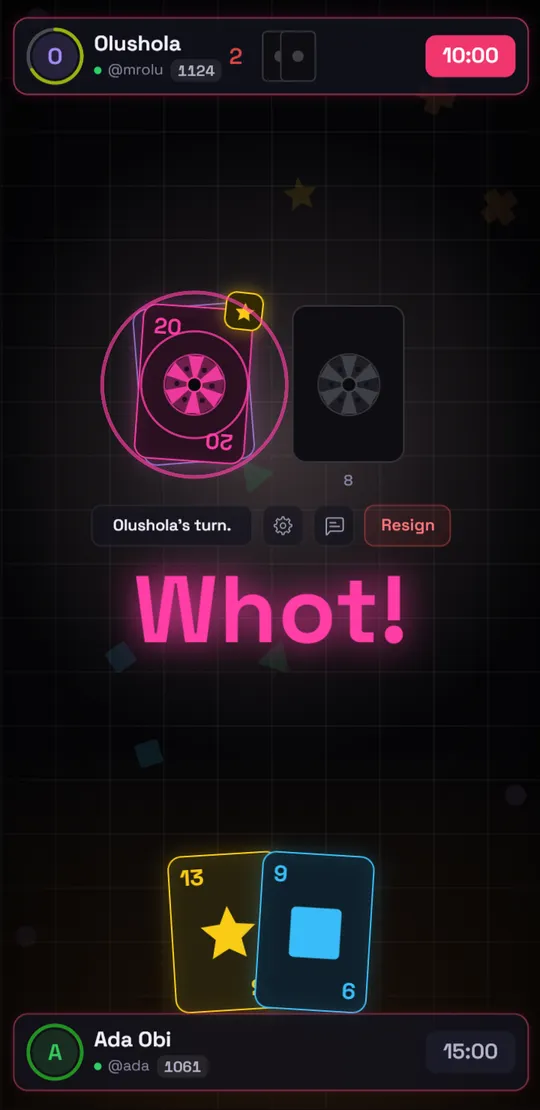 O
Olushola
@mrolu 1124
2
10:00
20
20
8
Olushola's turn.
Resign
Whot!
13
9
9
A
Ada Obi
@ada 1061
15:00